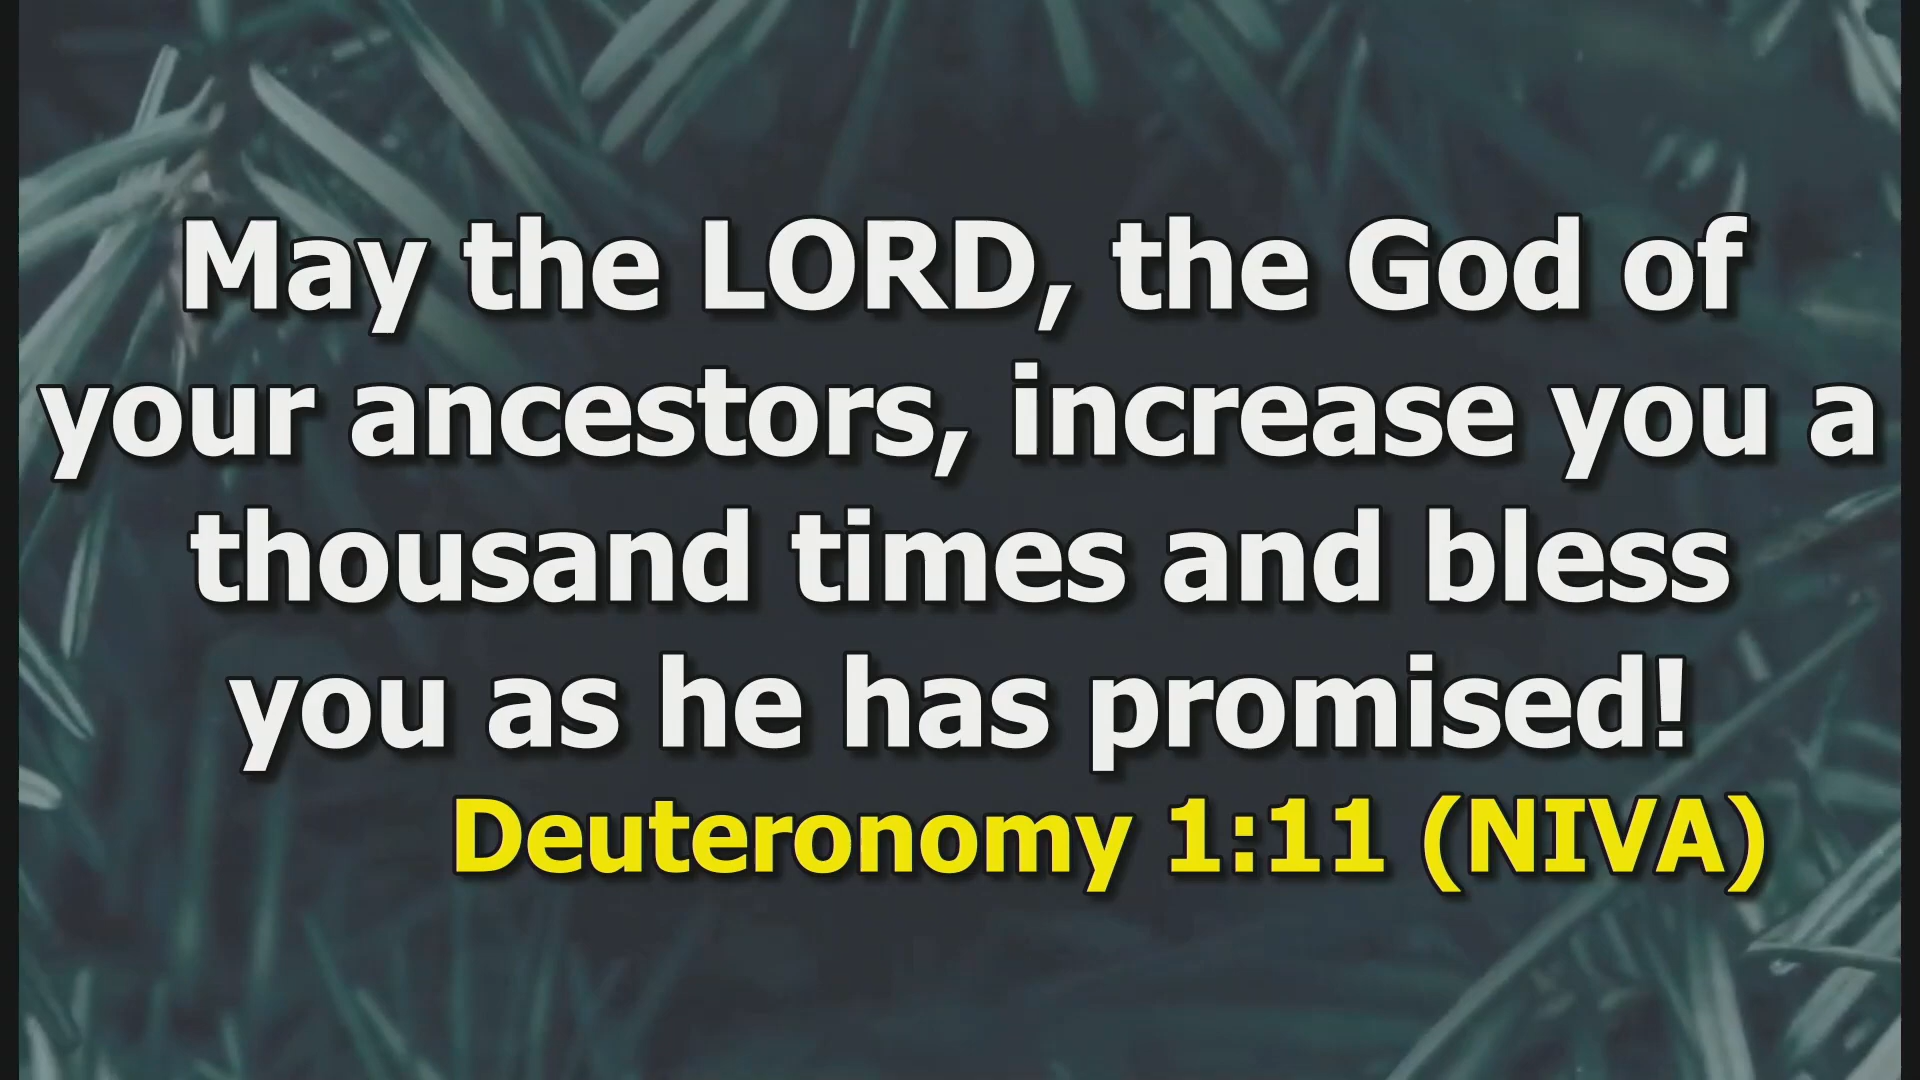 May the LORD, the God of
your ancestors, increase you a
thousand times and bless
you as he has promised!
Deuteronomy 1:11 (NIVA)